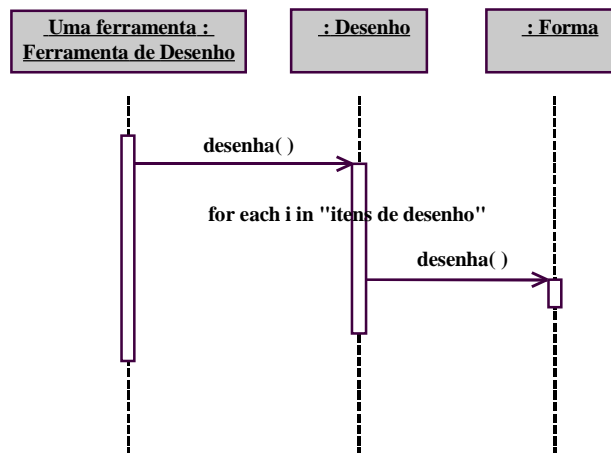 Uma ferramenta :
Ferramenta de Desenho
: Desenho
: Forma
desenha( )
for each i in "itens de desenho"
desenha( )